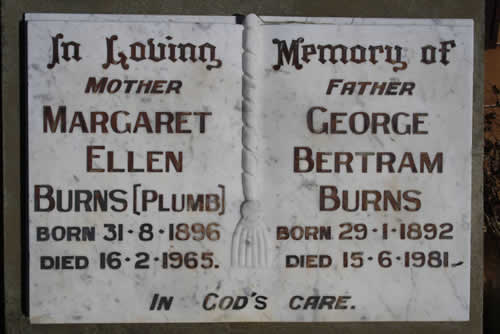 In Loving Memory of
MOTHER
MARGARET
ELLEN
BURNS [PLUMB]
BORN 31·8·1896
DIED 16·2·1965.
FATHER
GEORGE
BERTRAM
BURNS
BORN 29·1·1892
DIED 15·6·1981.
IN GOD'S CARE.